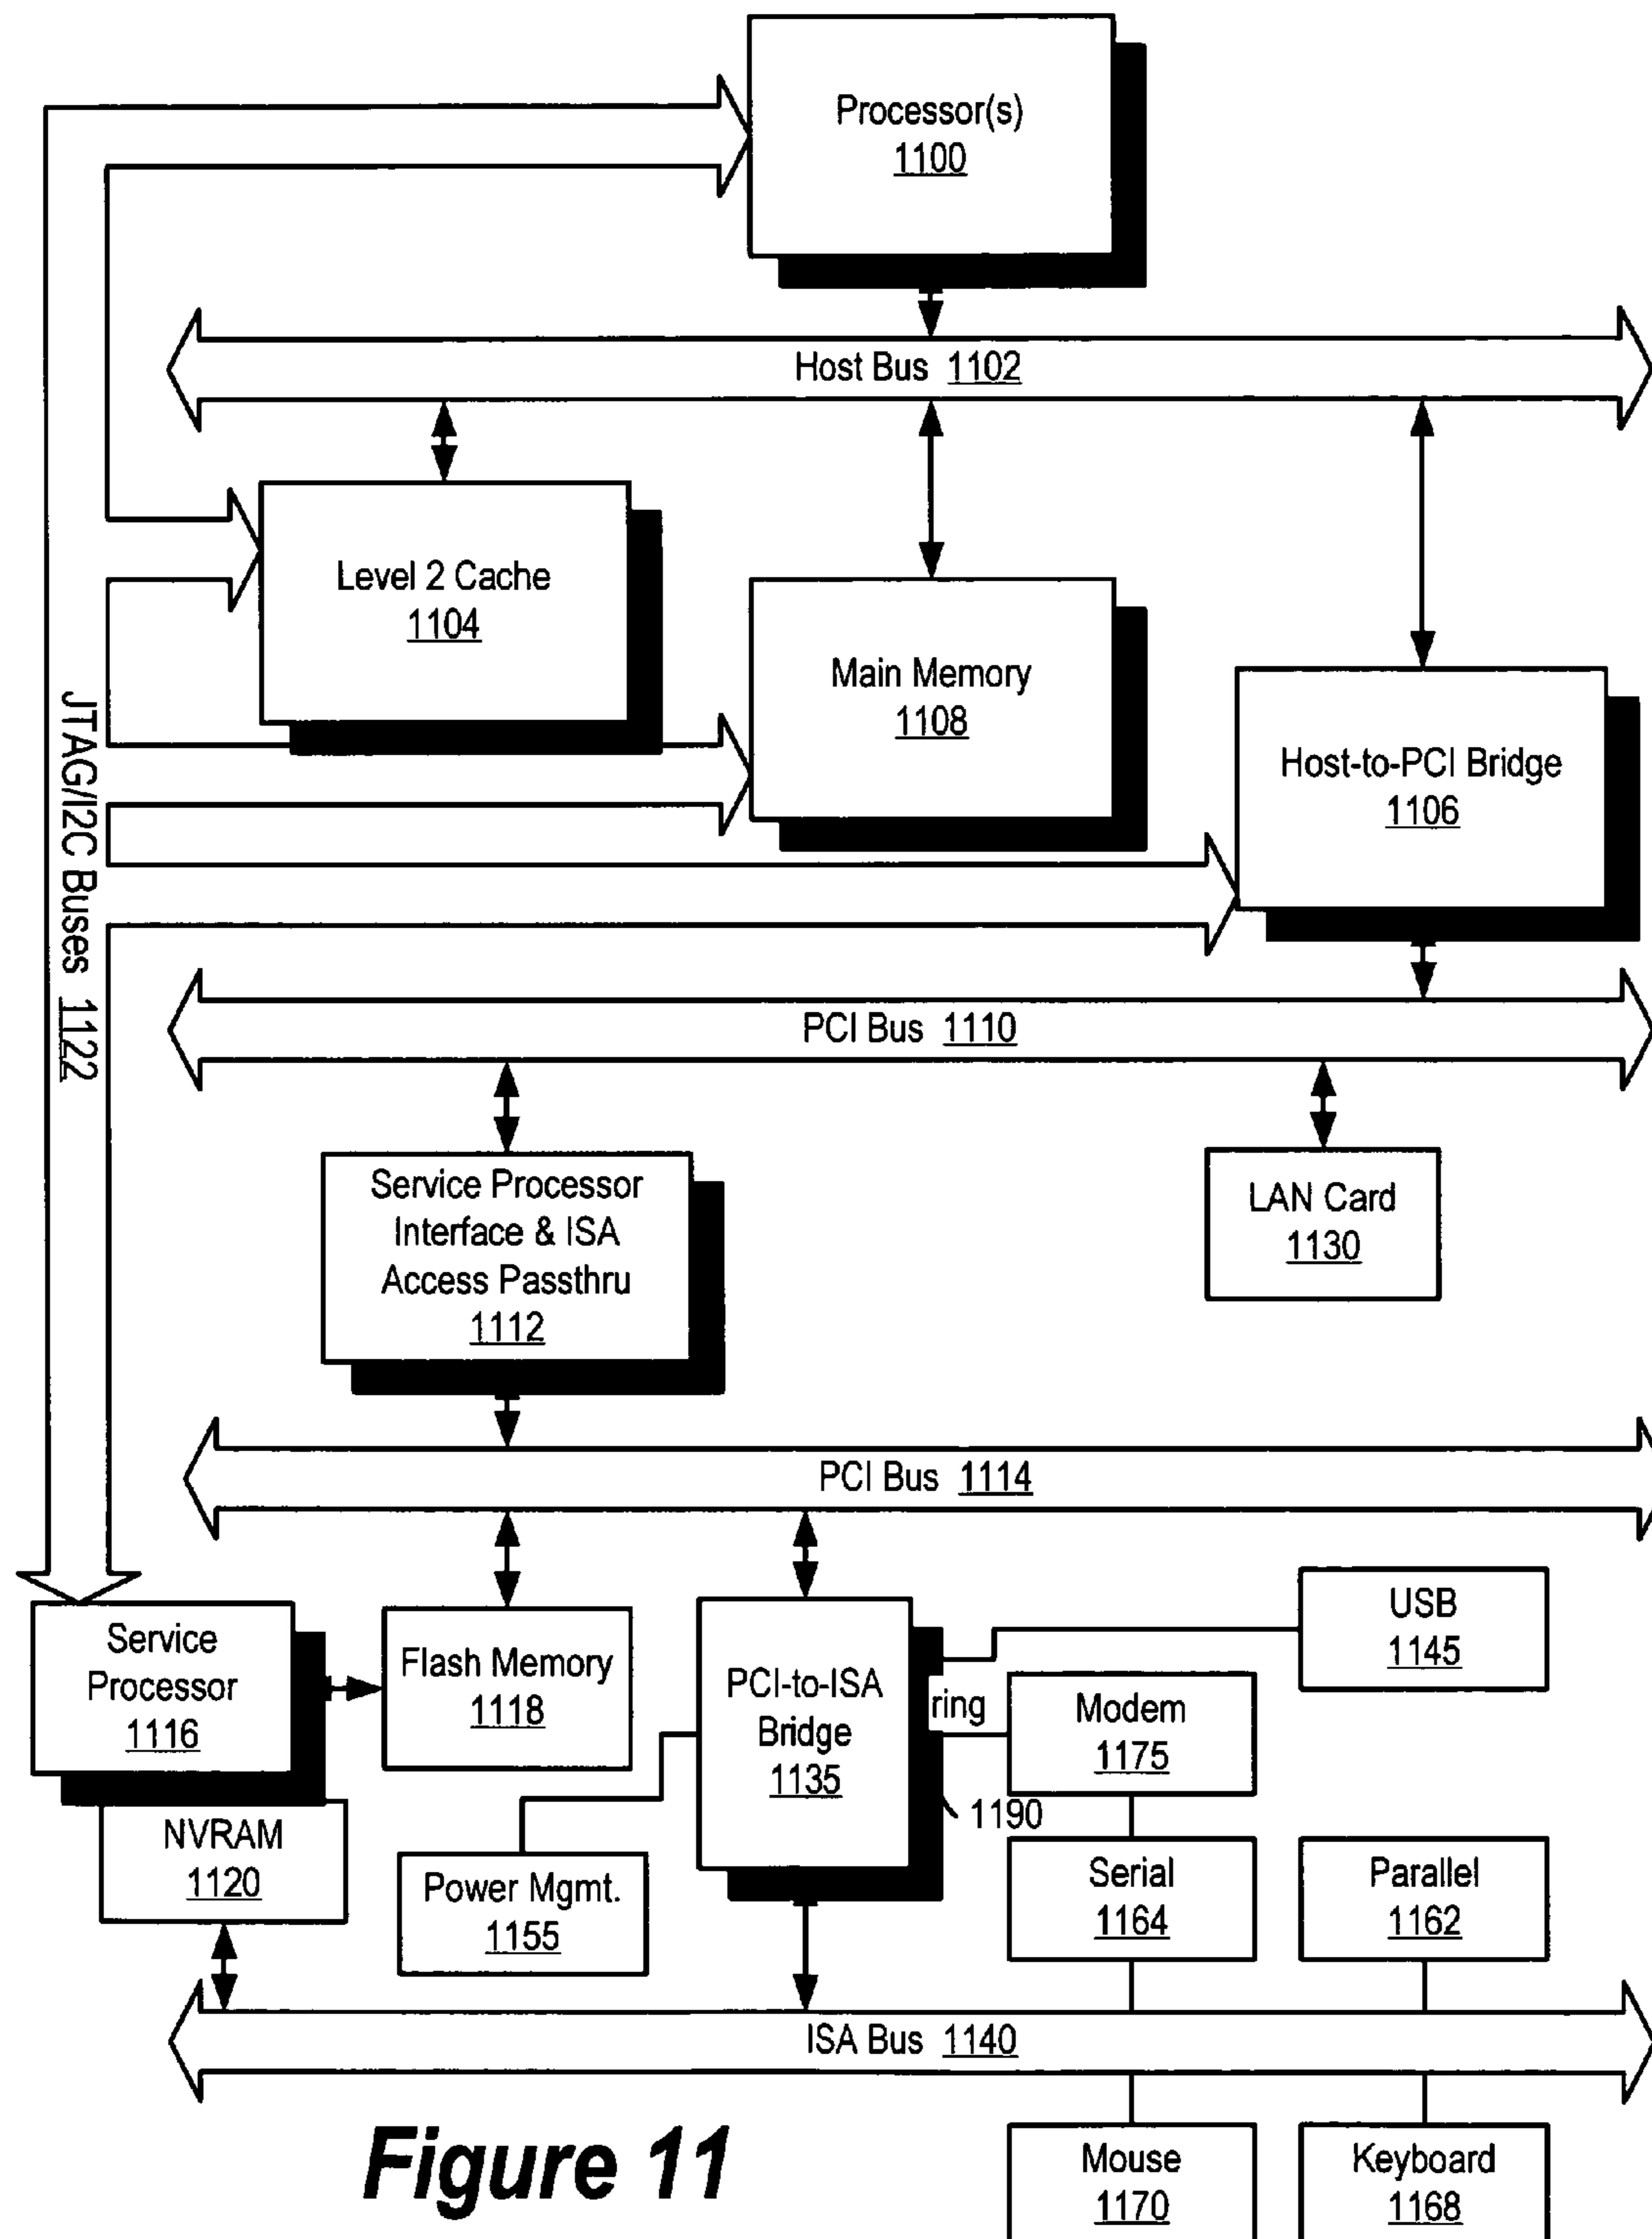 Processor(s)
1100
Host Bus 1102
Level 2 Cache
1104
Main Memory
1108
Host-to-PCI Bridge
1106
JTAG/I2C Buses 1122
PCI Bus 1110
Service Processor
Interface & ISA
Access Passthru
1112
LAN Card
1130
PCI Bus 1114
Service
Processor
1116
Flash Memory
1118
PCI-to-ISA
Bridge
1135
USB
1145
ring
Modem
1175
1190
NVRAM
1120
Power Mgmt.
1155
Serial
1164
Parallel
1162
ISA Bus 1140
Mouse
1170
Keyboard
1168
Figure 11